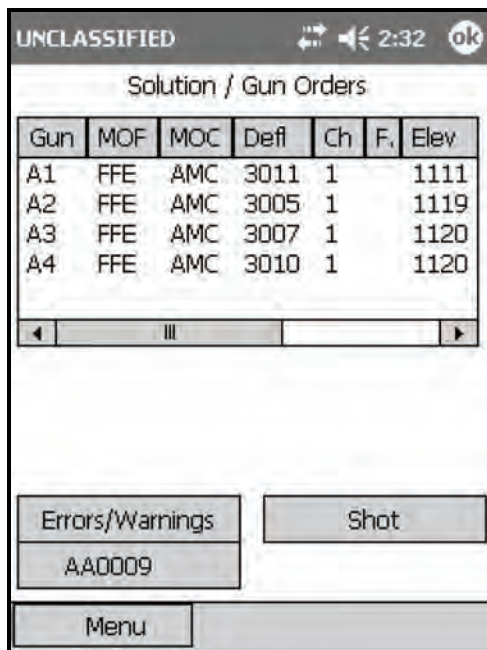 UNCLASSIFIED 2:32 ok
Solution / Gun Orders
Gun MOF MOC Defl Ch F. Elev
A1 FFE AMC 3011 1 1111
A2 FFE AMC 3005 1 1119
A3 FFE AMC 3007 1 1120
A4 FFE AMC 3010 1 1120
Errors/Warnings Shot
AA0009
Menu